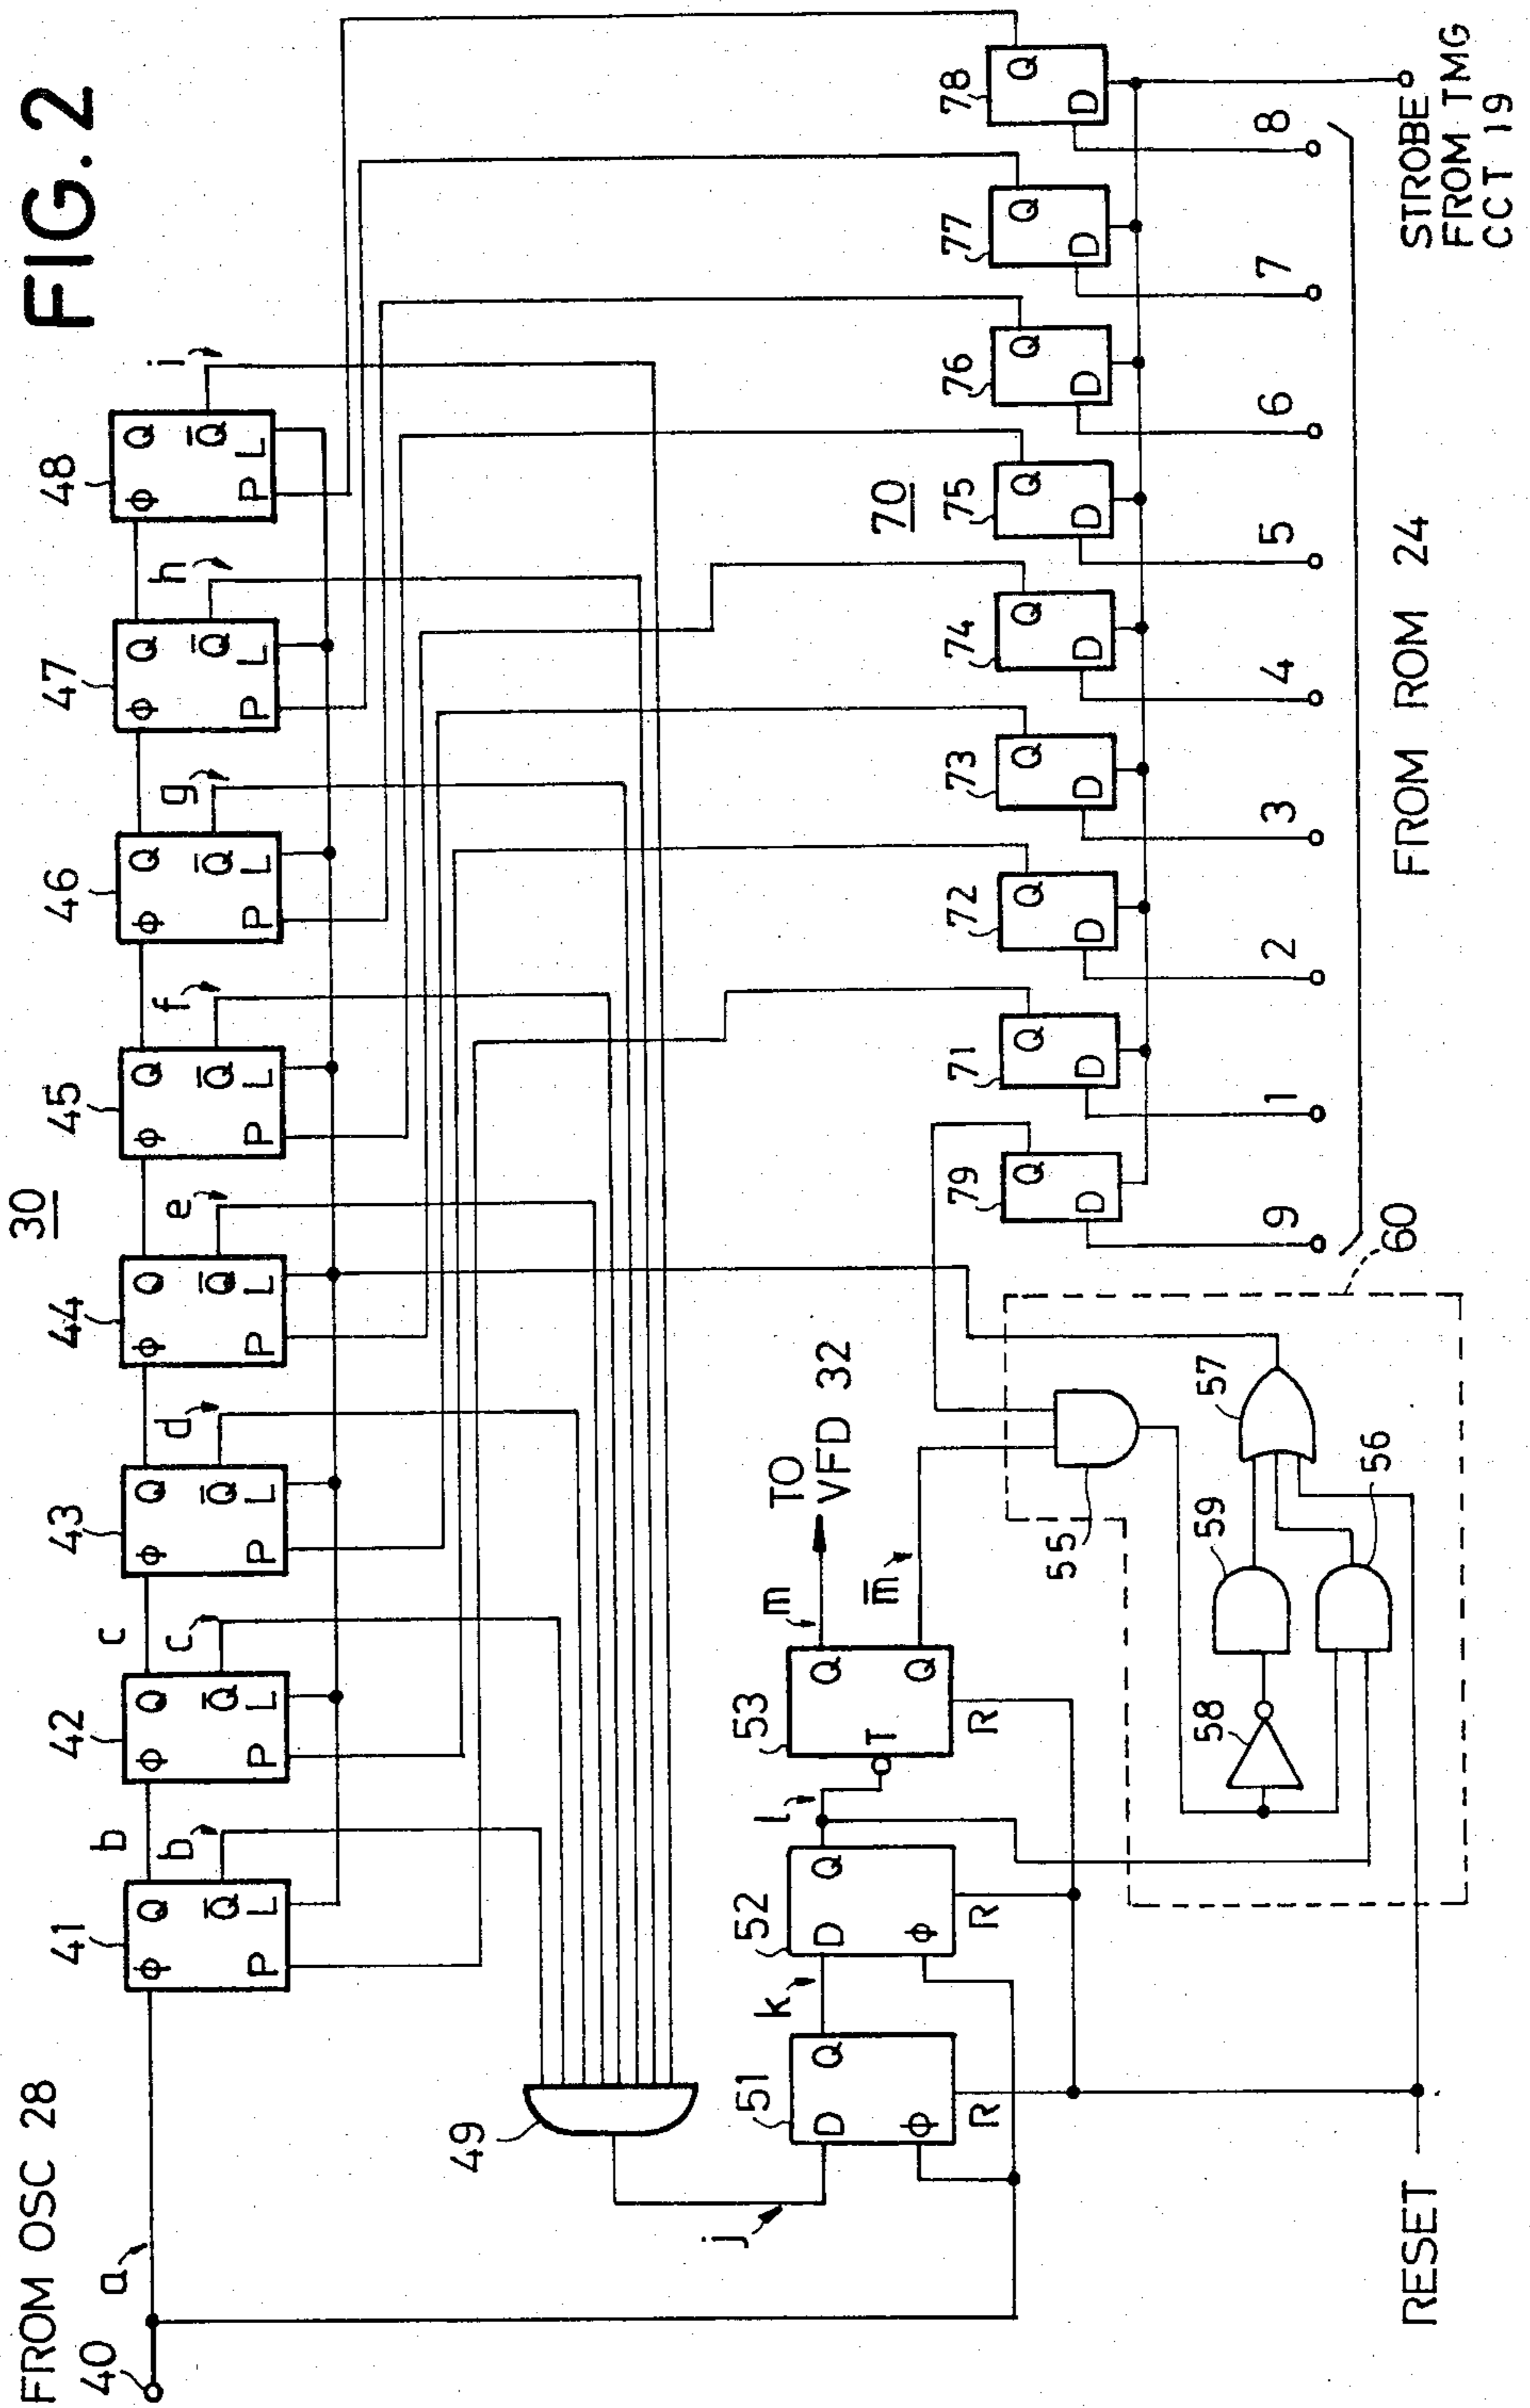 FIG. 2
FROM OSC 28
40
a
30
41
42
43
44
45
46
47
48
Φ Q Q̅ P L
Φ Q Q̅ P L
Φ Q Q̅ P L
Φ Q Q̅ P L
Φ Q Q̅ P L
Φ Q Q̅ P L
Φ Q Q̅ P L
Φ Q Q̅ P L
b
c
b
c
d
e
f
g
h
i
49
j
51
D Q Φ
R
k
52
D Q Φ
R
l
53
T Q Q
R
m
m̅
TO
VFD 32
55
56
57
58
59
60
RESET
70
79
71
72
73
74
75
76
77
78
Q D
Q D
Q D
Q D
Q D
Q D
Q D
Q D
Q D
9
1
2
3
4
5
6
7
8
FROM ROM 24
STROBE
FROM TMG
CCT 19